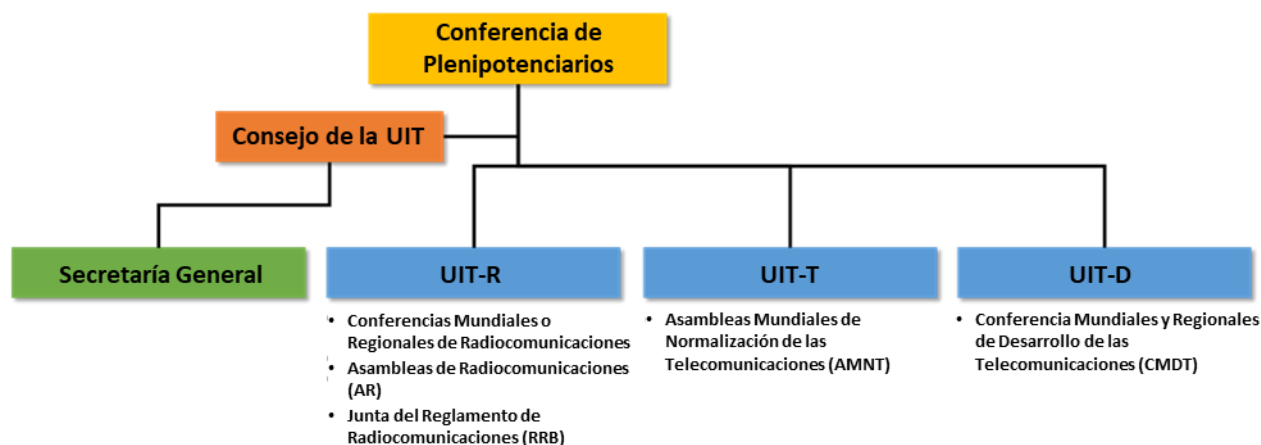 Conferencia de
Plenipotenciarios
Consejo de la UIT
Secretaría General
UIT-R
UIT-T
UIT-D
• Conferencias Mundiales o
Regionales de Radiocomunicaciones
• Asambleas de Radiocomunicaciones
(AR)
• Junta del Reglamento de
Radiocomunicaciones (RRB)
• Asambleas Mundiales de
Normalización de las
Telecomunicaciones (AMNT)
• Conferencia Mundiales y Regionales
de Desarrollo de las
Telecomunicaciones (CMDT)